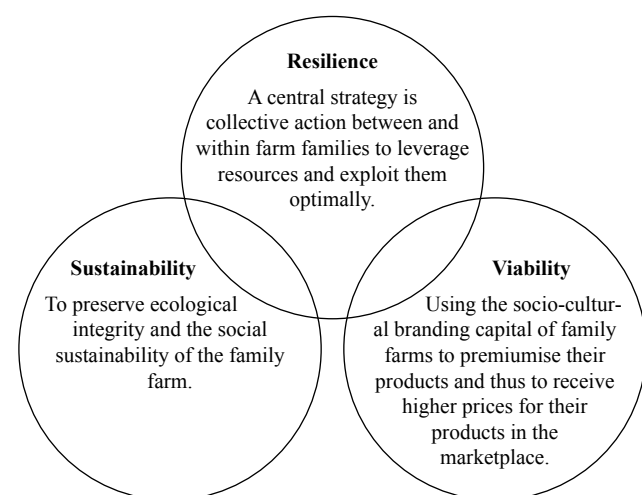 Resilience
A central strategy is
collective action between and
within farm families to leverage
resources and exploit them
optimally.
Sustainability
To preserve ecological
integrity and the social
sustainability of the family
farm.
Viability
Using the socio-cultur-
al branding capital of family
farms to premiumise their
products and thus to receive
higher prices for their
products in the
marketplace.